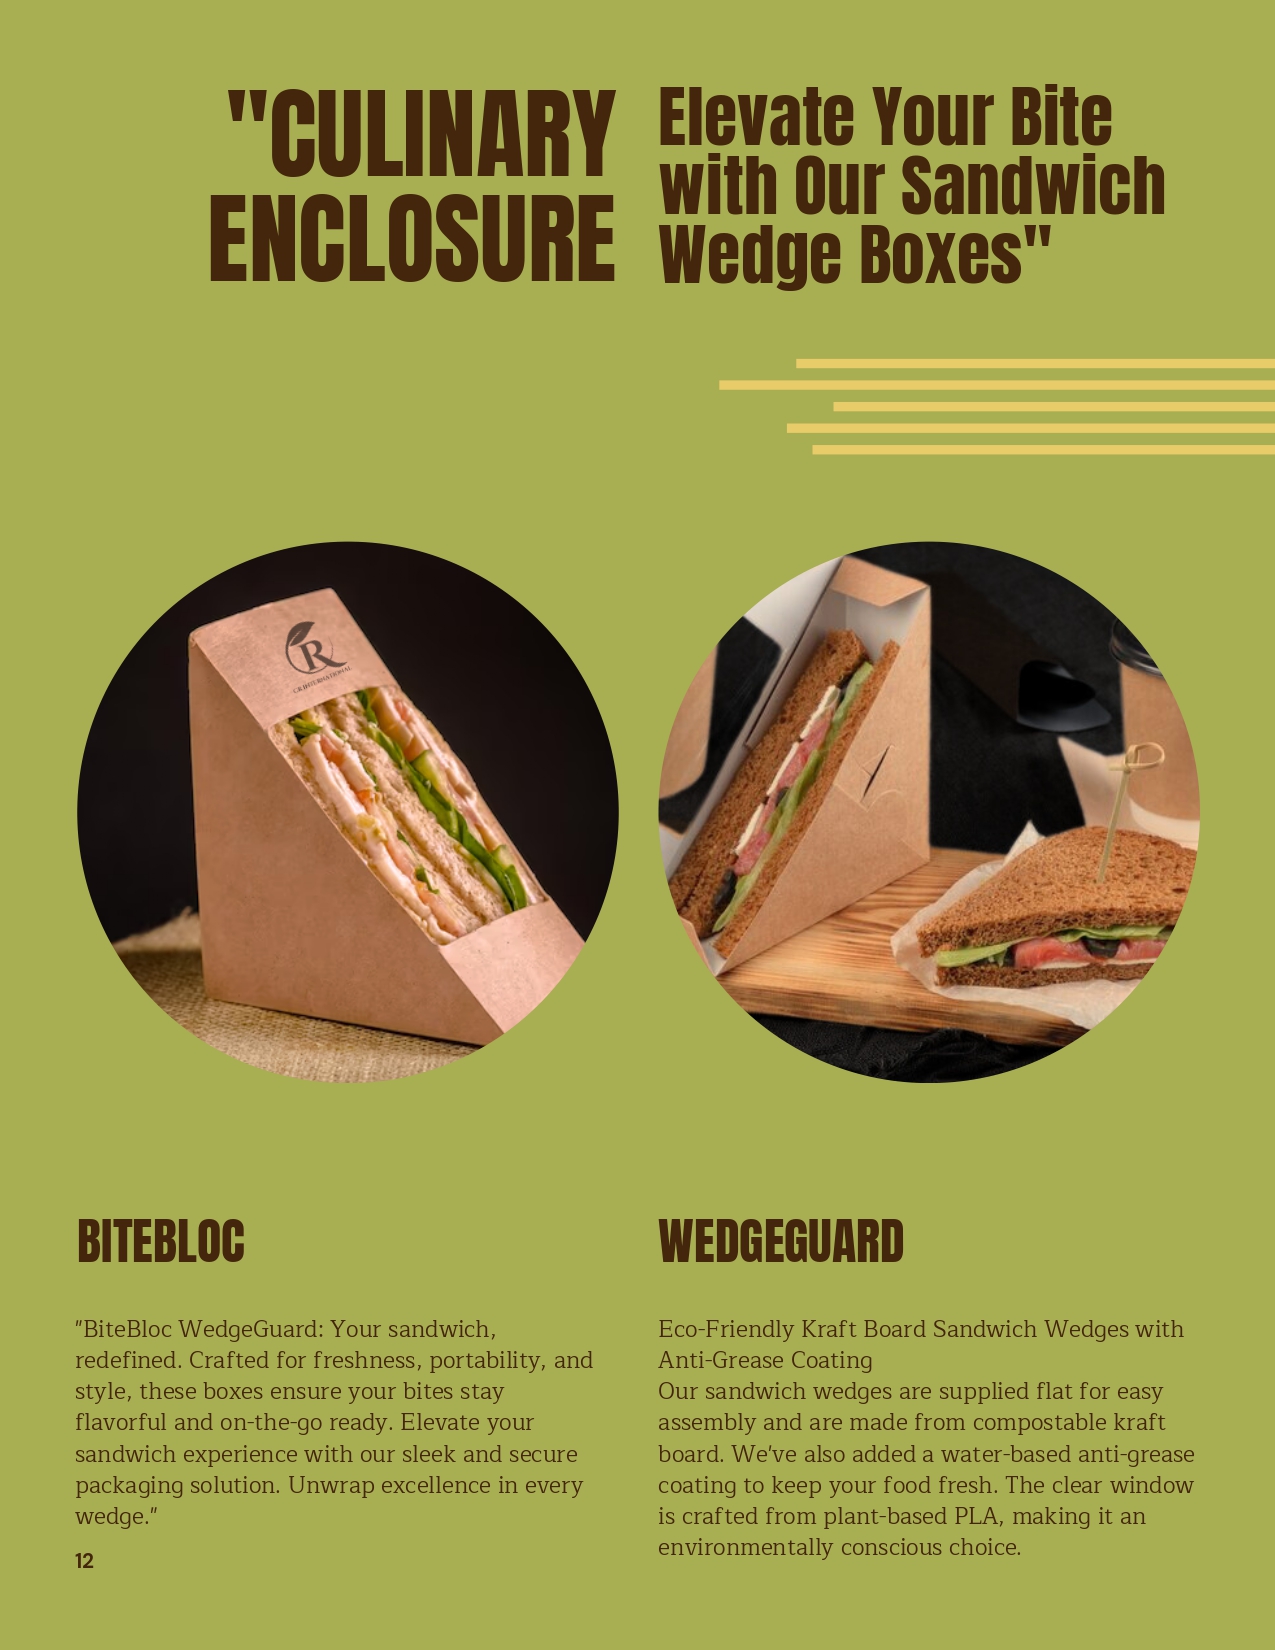 "CULINARY
ENCLOSURE
Elevate Your Bite
with Our Sandwich
Wedge Boxes"
R
CR INTERNATIONAL
BITEBLOC
"BiteBloc WedgeGuard: Your sandwich,
redefined. Crafted for freshness, portability, and
style, these boxes ensure your bites stay
flavorful and on-the-go ready. Elevate your
sandwich experience with our sleek and secure
packaging solution. Unwrap excellence in every
wedge."
12
WEDGEGUARD
Eco-Friendly Kraft Board Sandwich Wedges with
Anti-Grease Coating
Our sandwich wedges are supplied flat for easy
assembly and are made from compostable kraft
board. We've also added a water-based anti-grease
coating to keep your food fresh. The clear window
is crafted from plant-based PLA, making it an
environmentally conscious choice.